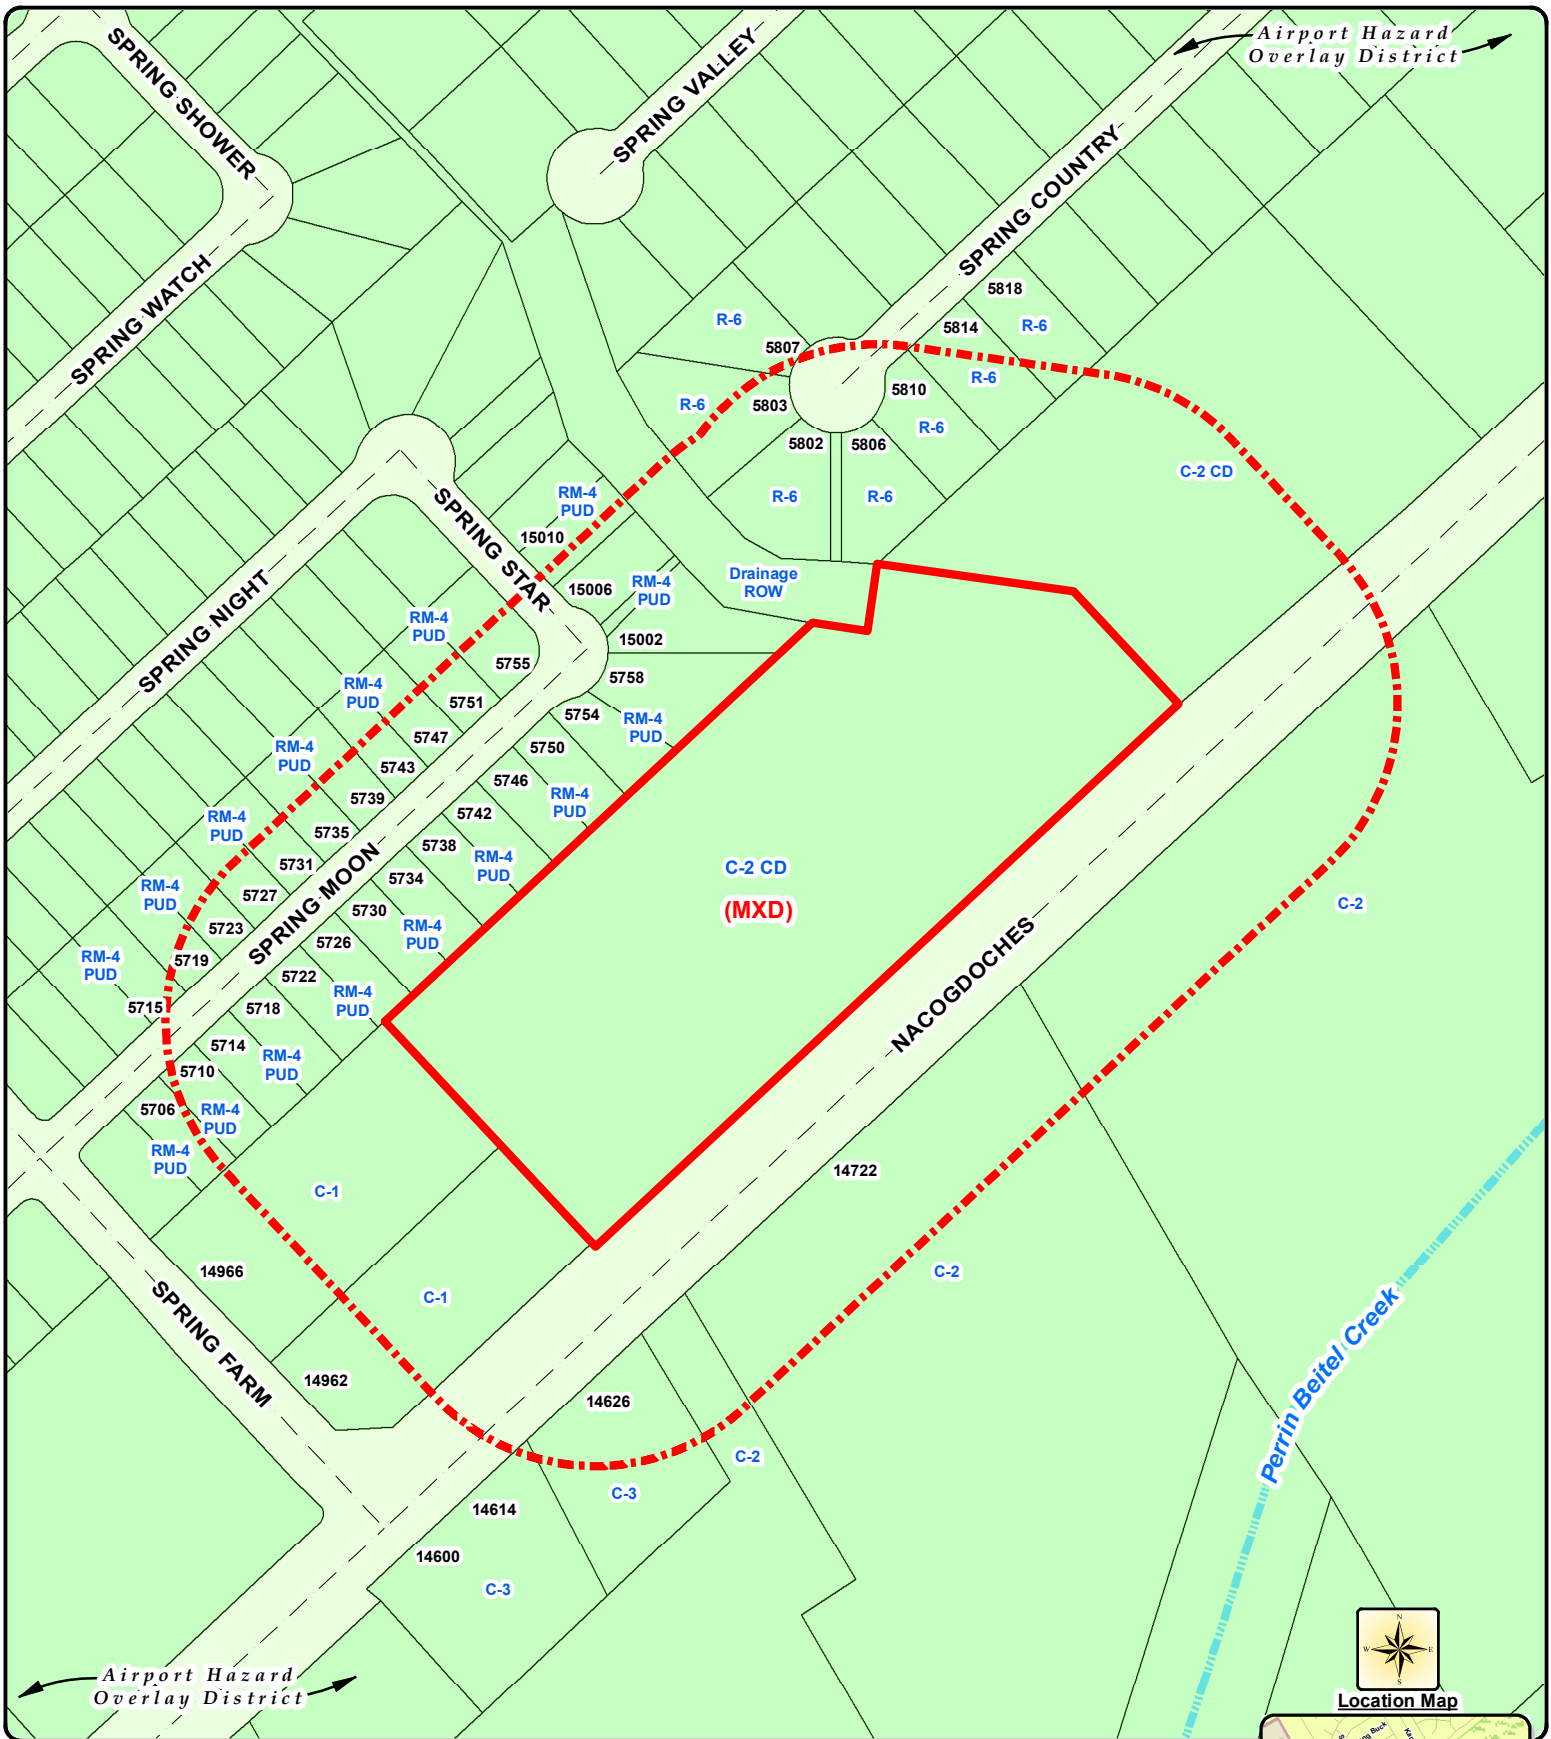 Airport Hazard
Overlay District
SPRING SHOWER
SPRING VALLEY
SPRING COUNTRY
SPRING WATCH
5818
R-6
5814
R-6
5807
R-6
5810
R-6
5803
R-6
5802
5806
R-6
R-6
R-6
C-2 CD
RM-4
PUD
15010
SPRING STAR
Drainage
ROW
15006
RM-4
PUD
SPRING NIGHT
RM-4
PUD
15002
5755
5758
RM-4
PUD
5751
5754
RM-4
PUD
5747
5750
RM-4
PUD
5743
5746
5739
5742
RM-4
PUD
RM-4
PUD
5735
5738
5731
5734
RM-4
PUD
C-2 CD
(MXD)
RM-4
PUD
5727
5730
C-2
5723
5726
RM-4
PUD
SPRING MOON
RM-4
PUD
5719
5722
NACOGDOCHES
5715
5718
RM-4
PUD
5714
RM-4
PUD
5710
5706
RM-4
PUD
RM-4
PUD
14722
C-1
14966
C-2
C-1
SPRING FARM
Perrin Beitel Creek
14962
14626
C-2
C-3
14614
14600
C-3
Airport Hazard
Overlay District
N
W
E
S
Location Map